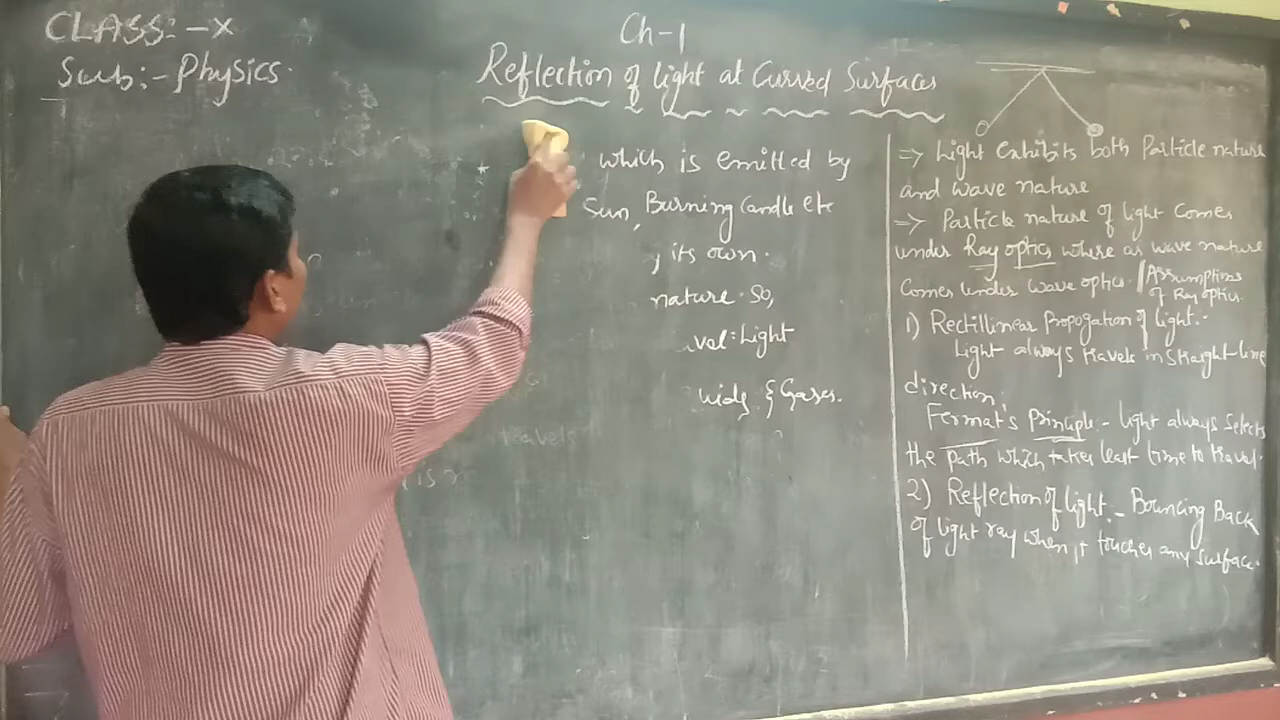 CLASS:-X
Sub:-Physics
Ch-1
Reflection of light at Curved Surfaces
which is emitted by
Sun, Burning Candle etc
its own.
nature. So,
vel: Light
& Gases.
travels
=> Light exhibits both Particle nature
and wave nature
=> Particle nature of light comes
under Ray optics where as wave nature
comes under wave optics. Assumptions
of Ray optics.
1) Rectillinear Propogation of light:-
Light always travels in straight-line
direction.
Fermat's Principle - light always selects
the path which takes least time to travel.
2) Reflection of light:- Bouncing Back
of light ray when it touches any surface.